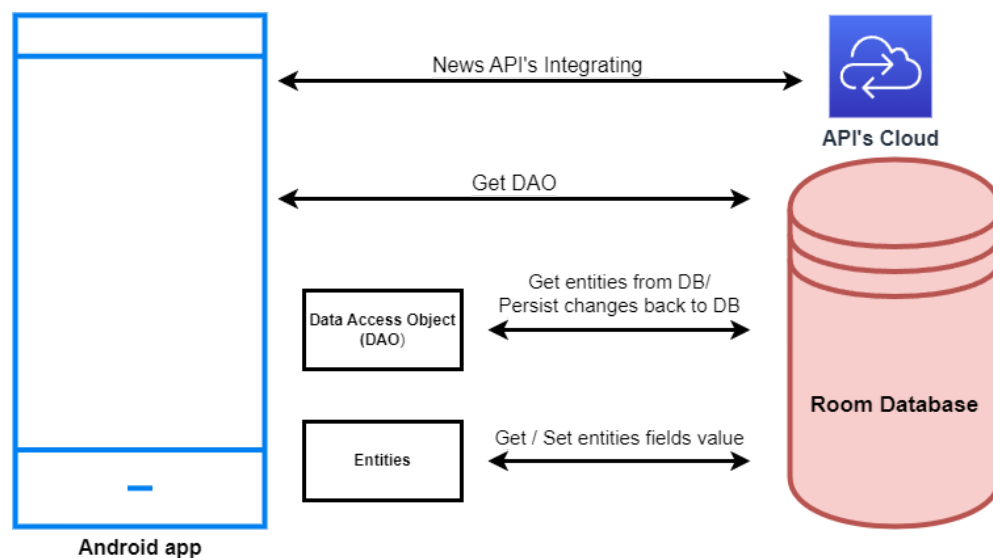 News API's Integrating
API's Cloud
Get DAO
Get entities from DB/
Persist changes back to DB
Data Access Object
(DAO)
Room Database
Get / Set entities fields value
Entities
Android app